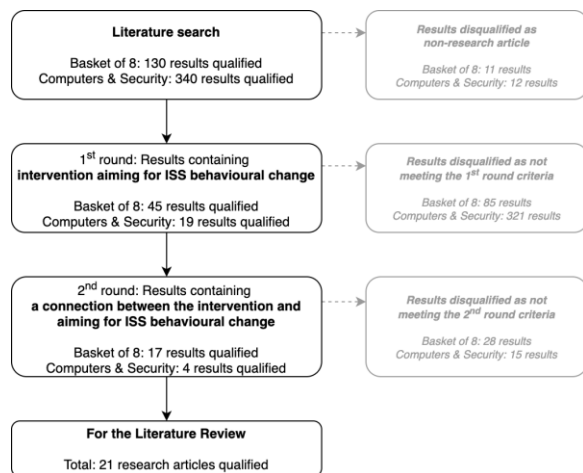 Literature search
Basket of 8: 130 results qualified
Computers & Security: 340 results qualified
Results disqualified as
non-research article
Basket of 8: 11 results
Computers & Security: 12 results
1st round: Results containing
intervention aiming for ISS behavioural change
Basket of 8: 45 results qualified
Computers & Security: 19 results qualified
Results disqualified as not
meeting the 1st round criteria
Basket of 8: 85 results
Computers & Security: 321 results
2nd round: Results containing
a connection between the intervention and
aiming for ISS behavioural change
Basket of 8: 17 results qualified
Computers & Security: 4 results qualified
Results disqualified as not
meeting the 2nd round criteria
Basket of 8: 28 results
Computers & Security: 15 results
For the Literature Review
Total: 21 research articles qualified